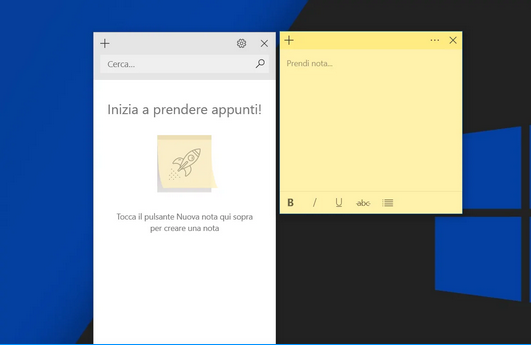 Cerca...
Prendi nota...
Inizia a prendere appunti!
Tocca il pulsante Nuova nota qui sopra
per creare una nota
B I U abc